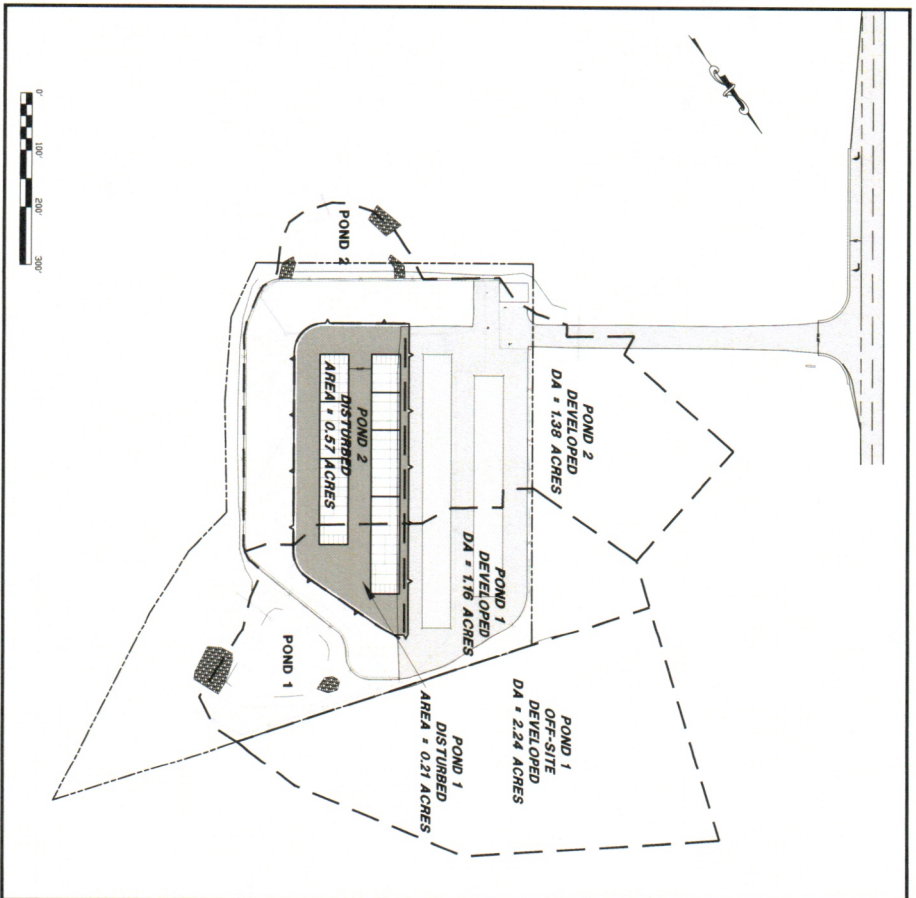 0'
100'
200'
300'
POND 2
POND 2
DEVELOPED
DA = 1.38 ACRES
POND 2
DISTURBED
AREA = 0.57 ACRES
POND 1
DEVELOPED
DA = 1.16 ACRES
POND 1
POND 1
OFF-SITE
DEVELOPED
DA = 2.24 ACRES
POND 1
DISTURBED
AREA = 0.21 ACRES